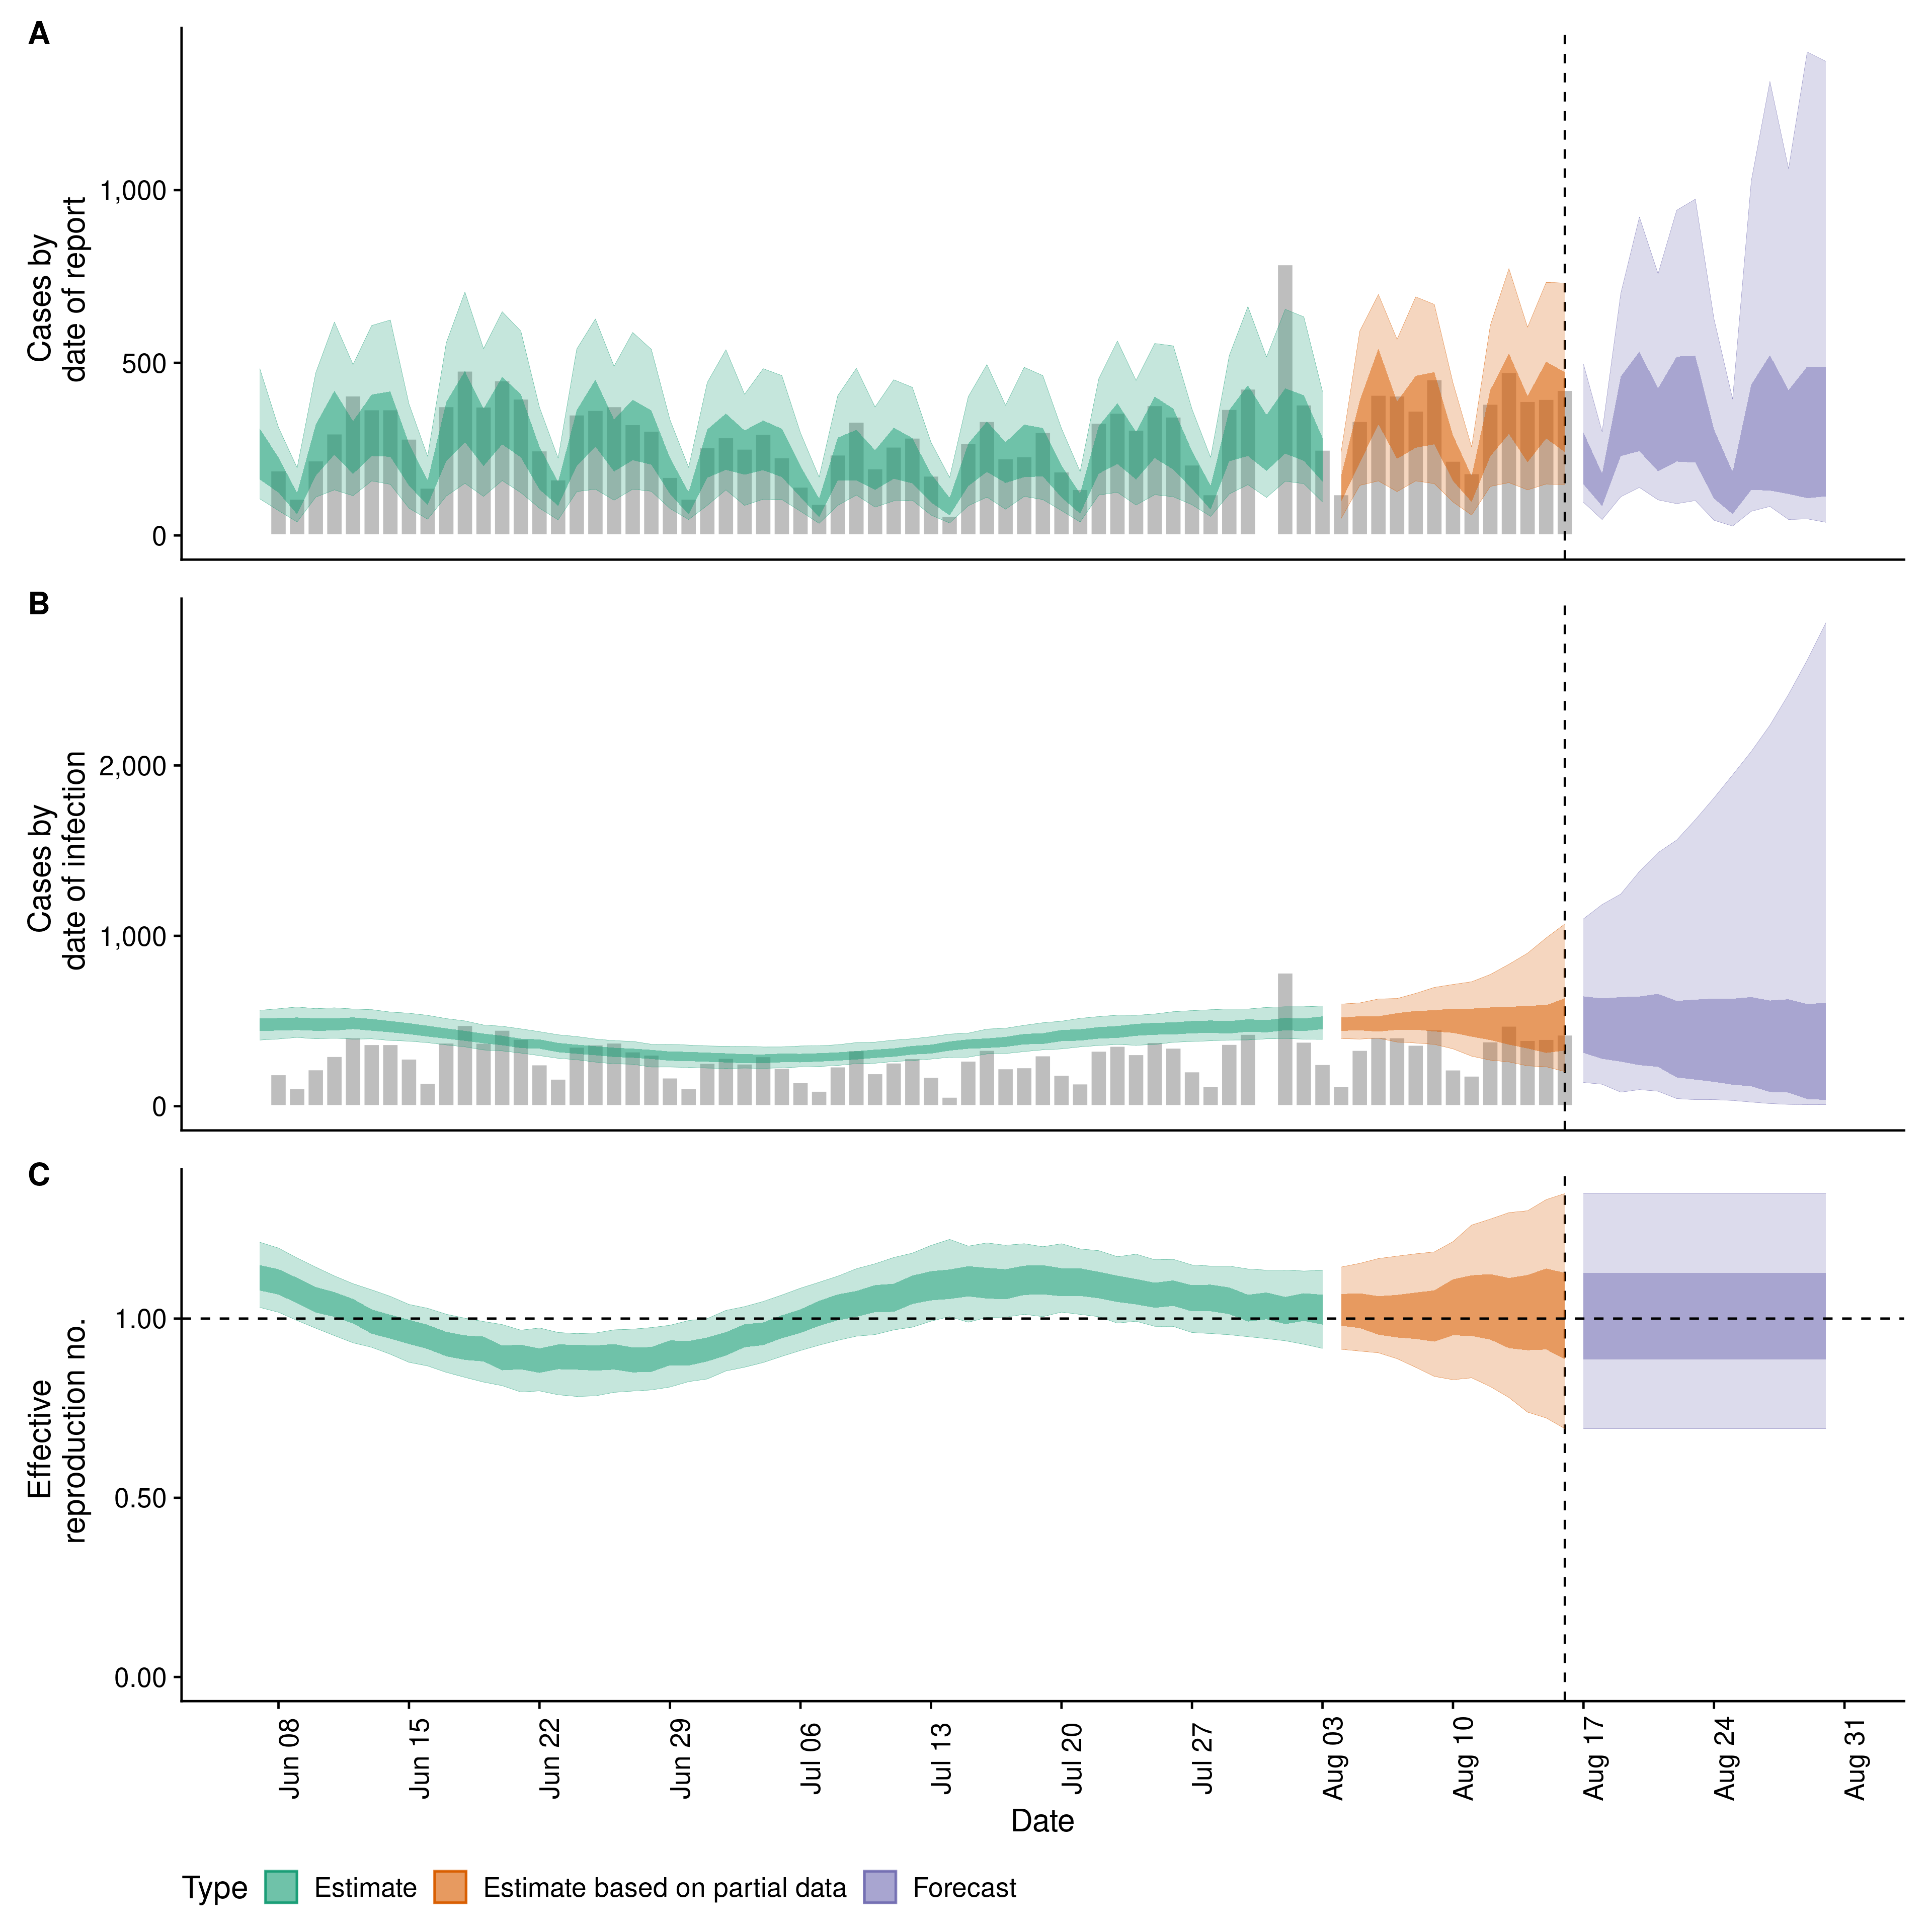 A
Cases by
date of report
1,000
500
0
B
Cases by
date of infection
2,000
1,000
0
C
Effective
reproduction no.
1.00
0.50
0.00
Jun 08
Jun 15
Jun 22
Jun 29
Jul 06
Jul 13
Jul 20
Jul 27
Aug 03
Aug 10
Aug 17
Aug 24
Aug 31
Date
Type Estimate Estimate based on partial data Forecast